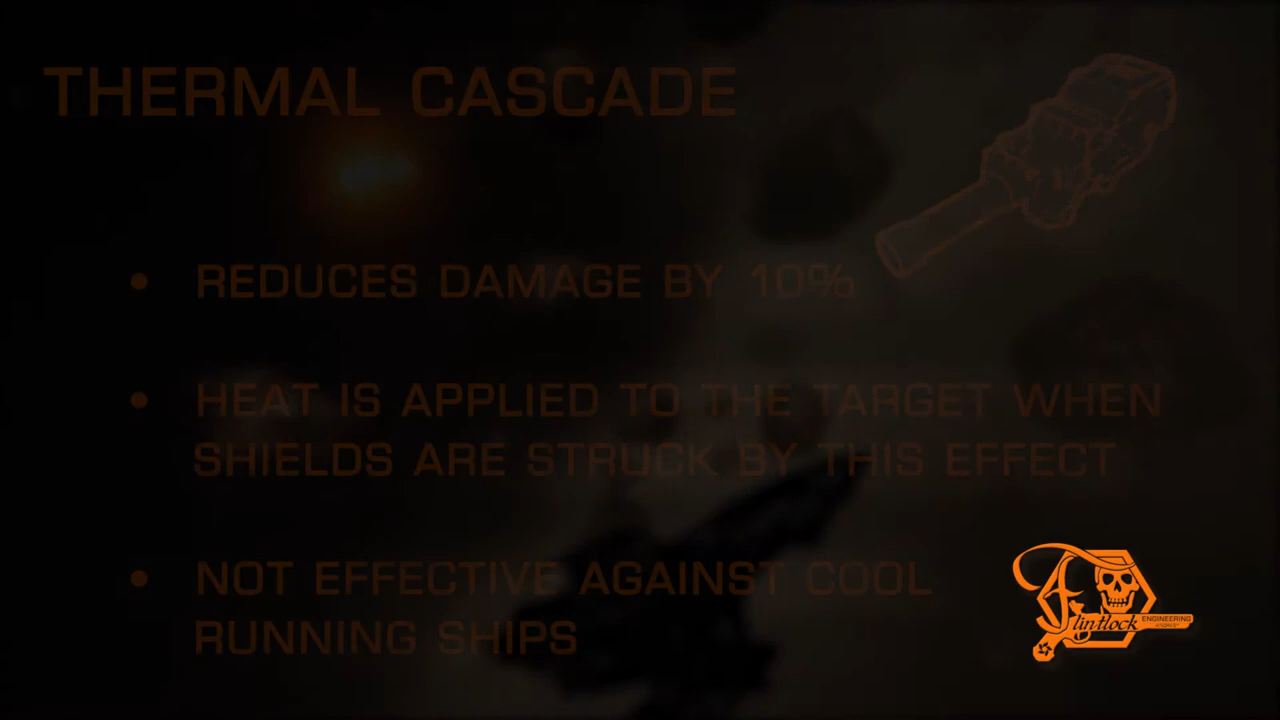 THERMAL CASCADE
• REDUCES DAMAGE BY 10%
• HEAT IS APPLIED TO THE TARGET WHEN
SHIELDS ARE STRUCK BY THIS EFFECT
• NOT EFFECTIVE AGAINST COOL
RUNNING SHIPS
Flintlock
ENGINEERING